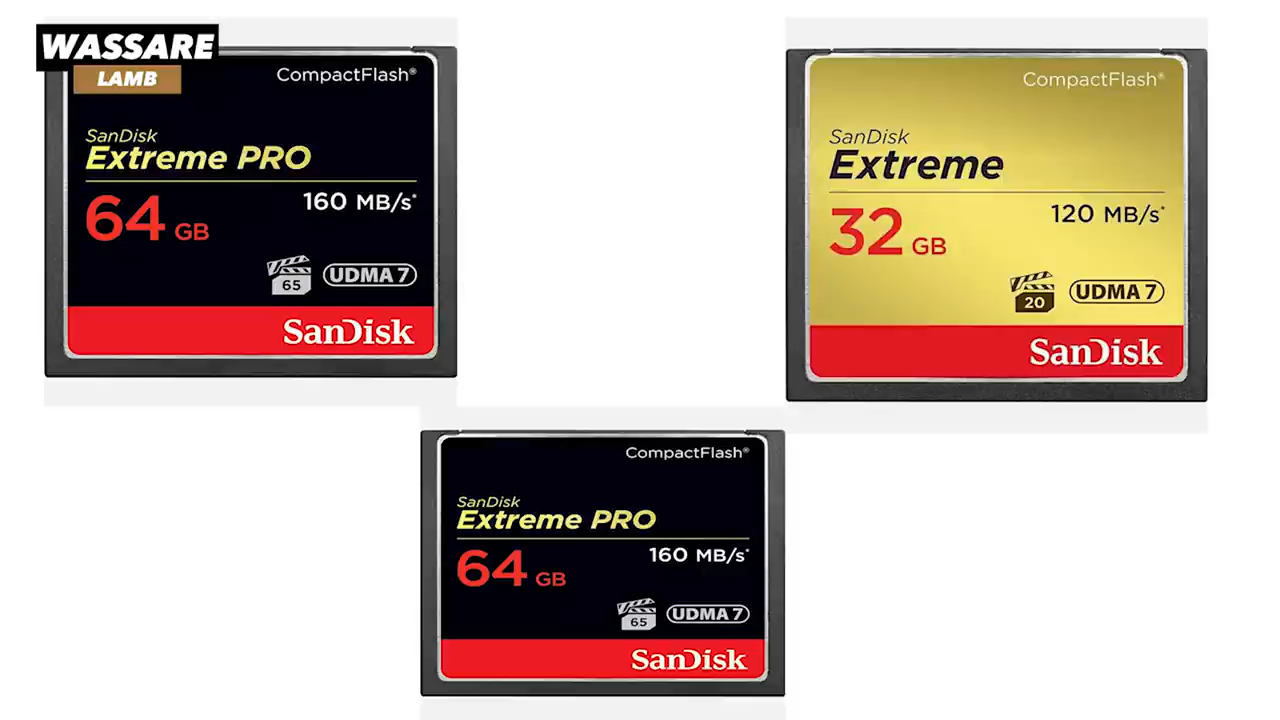 WASSARE
LAMB
CompactFlash®
SanDisk
Extreme PRO
64 GB
160 MB/s*
65
UDMA 7
SanDisk
CompactFlash®
SanDisk
Extreme
32 GB
120 MB/s*
20
UDMA 7
SanDisk
CompactFlash®
SanDisk
Extreme PRO
64 GB
160 MB/s*
65
UDMA 7
SanDisk